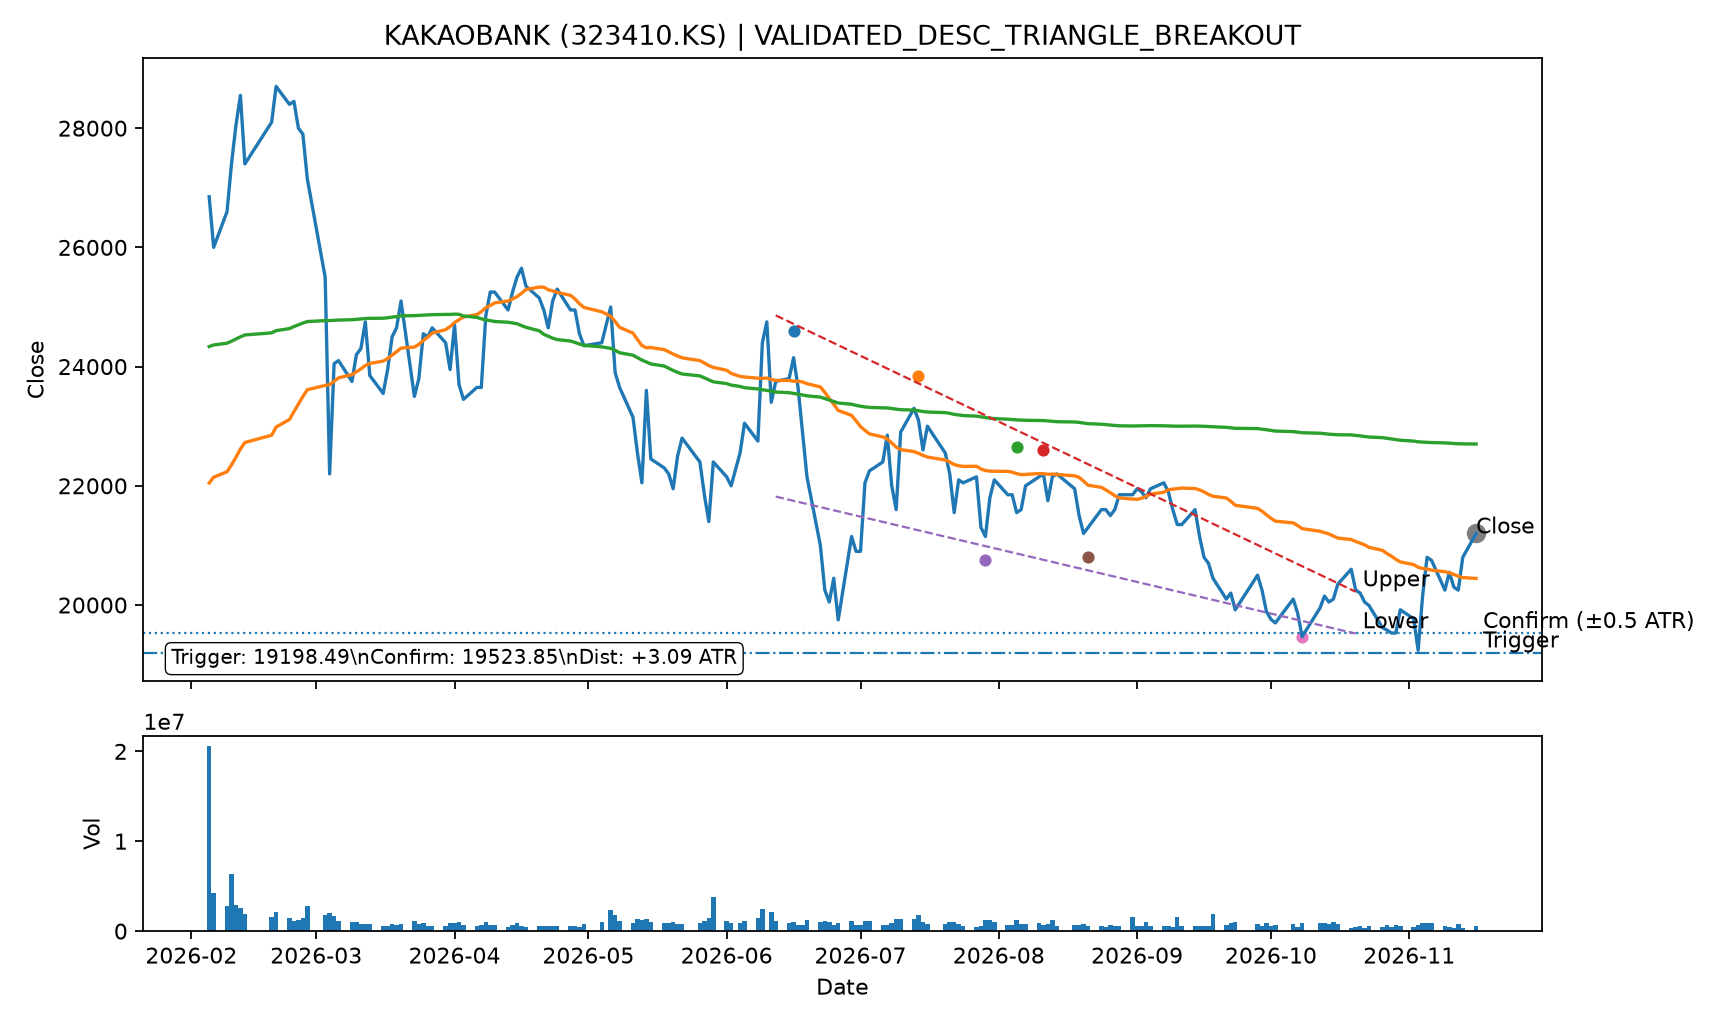 KAKAOBANK (323410.KS) | VALIDATED_DESC_TRIANGLE_BREAKOUT
Close
28000
26000
24000
22000
20000
Close
Upper
Lower
Confirm (±0.5 ATR)
Trigger
Trigger: 19198.49\nConfirm: 19523.85\nDist: +3.09 ATR
1e7
Vol
2
1
0
2026-02 2026-03 2026-04 2026-05 2026-06 2026-07 2026-08 2026-09 2026-10 2026-11
Date